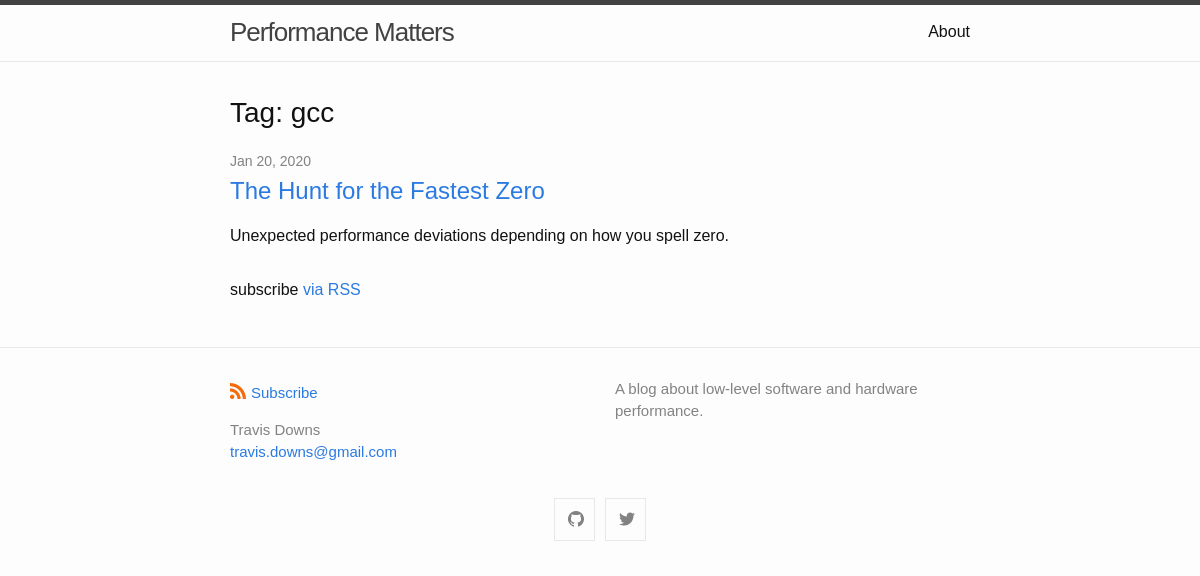 Performance Matters
About
Tag: gcc
Jan 20, 2020
The Hunt for the Fastest Zero
Unexpected performance deviations depending on how you spell zero.
subscribe via RSS
Subscribe
Travis Downs
travis.downs@gmail.com
A blog about low-level software and hardware
performance.